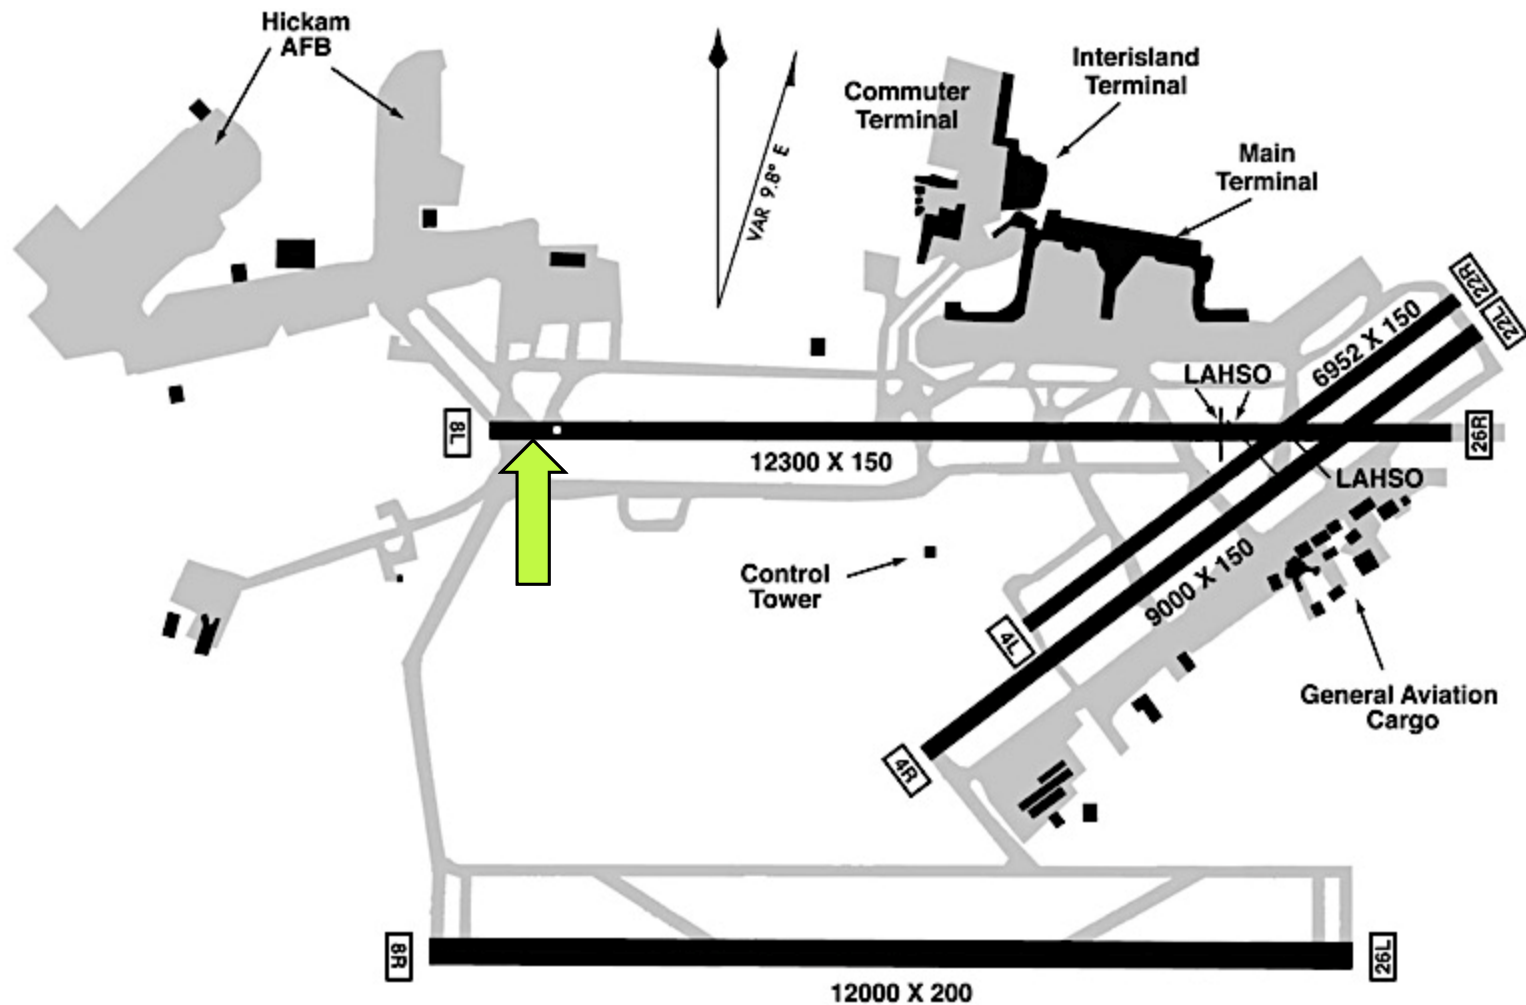 Hickam
AFB
Interisland
Terminal
Commuter
Terminal
Main
Terminal
VAR 9.8° E
22R
22L
6952 X 150
LAHSO
8L
26R
12300 X 150
LAHSO
Control
Tower
9000 X 150
4L
General Aviation
Cargo
4R
8R
26L
12000 X 200